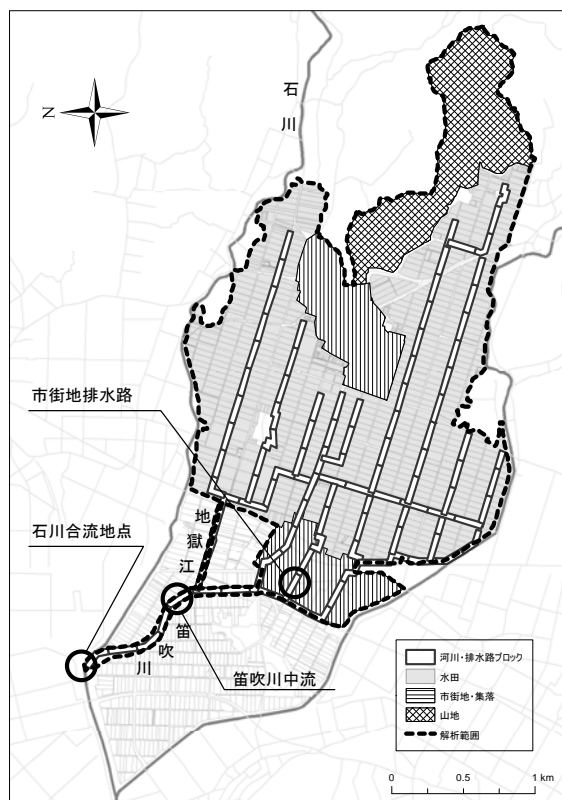 石川
N
市街地排水路
石川合流地点
地獄江
笛吹川
笛吹川中流
河川・排水路ブロック
水田
市街地・集落
山地
解析範囲
0 0.5 1 km